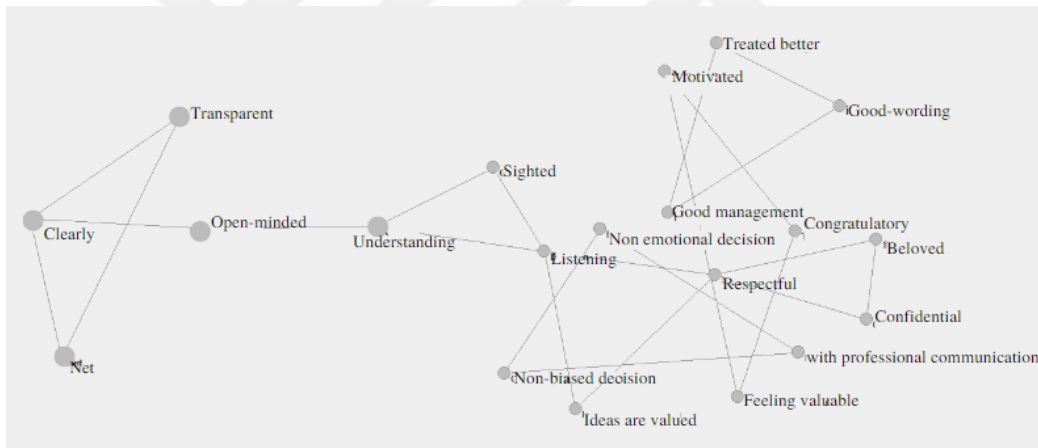 Treated better
Motivated
Good-wording
Transparent
Sighted
Open-minded
Good management
Clearly
Understanding
Non emotional decision
Congratulatory
Listening
Beloved
Respectful
Confidential
with professional communication
Net
Non-biased decision
Feeling valuable
Ideas are valued